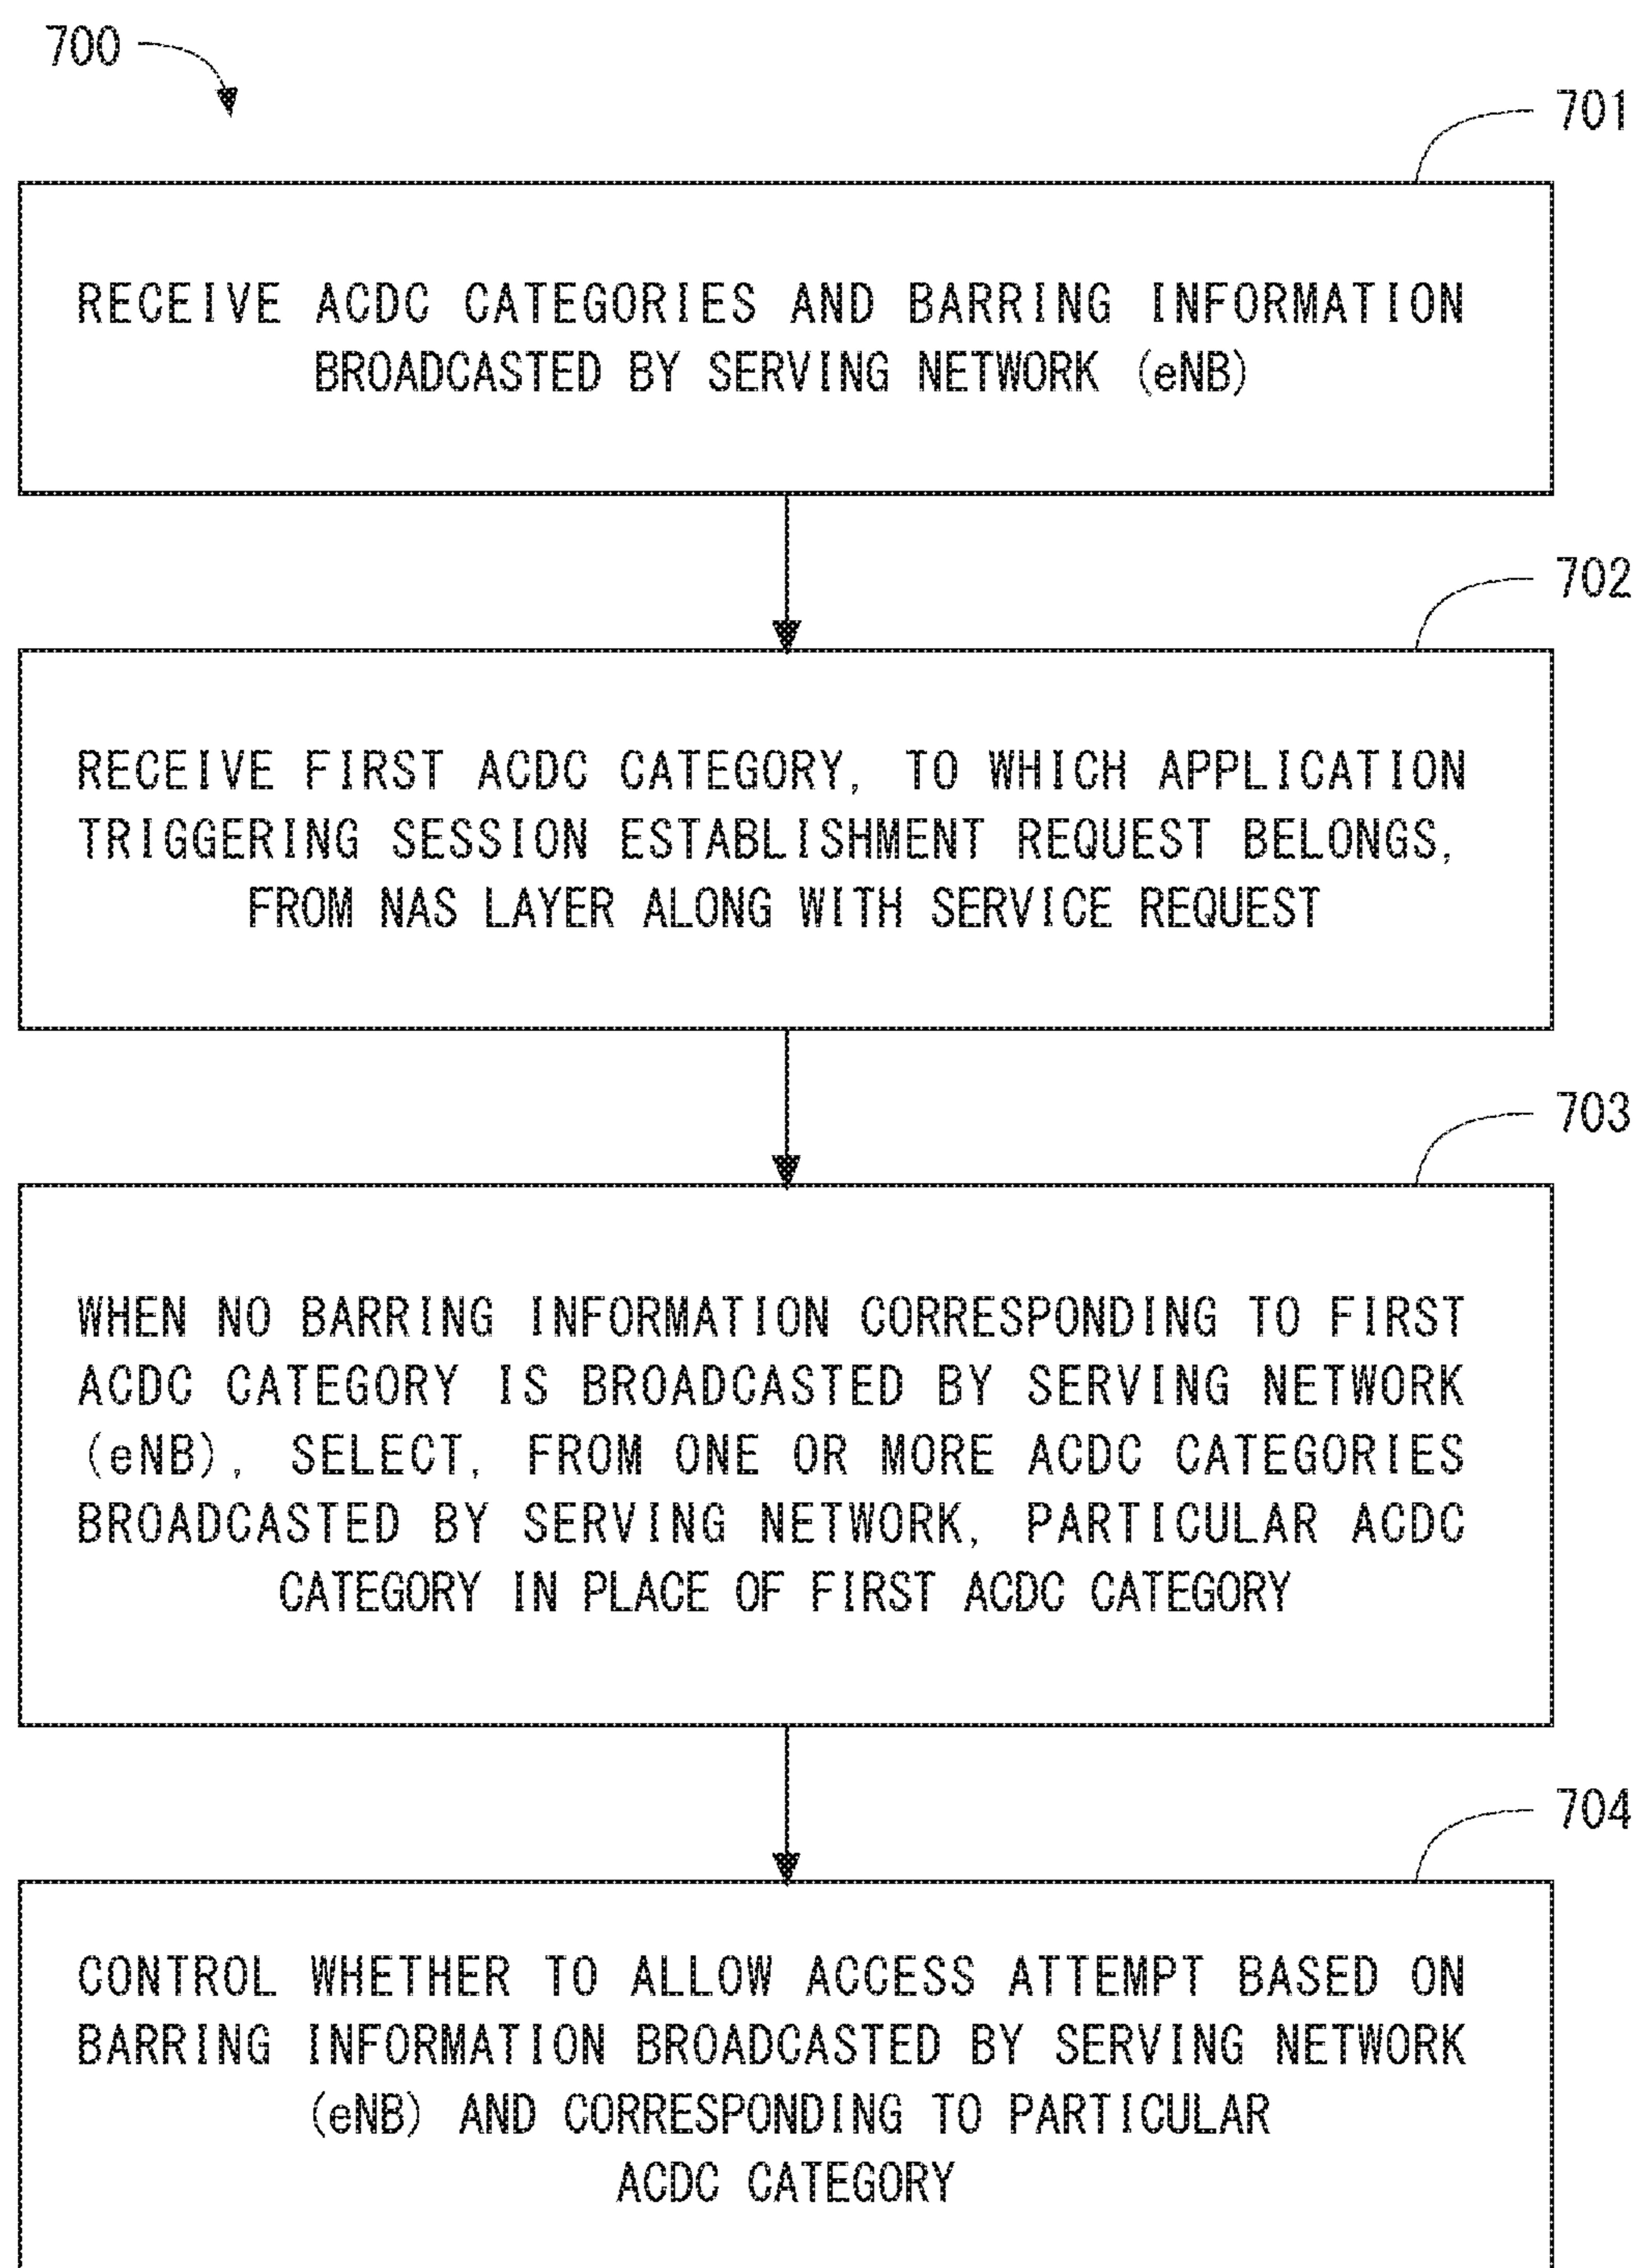 700
701
RECEIVE ACDC CATEGORIES AND BARRING INFORMATION
BROADCASTED BY SERVING NETWORK (eNB)
702
RECEIVE FIRST ACDC CATEGORY, TO WHICH APPLICATION
TRIGGERING SESSION ESTABLISHMENT REQUEST BELONGS,
FROM NAS LAYER ALONG WITH SERVICE REQUEST
703
WHEN NO BARRING INFORMATION CORRESPONDING TO FIRST
ACDC CATEGORY IS BROADCASTED BY SERVING NETWORK
(eNB), SELECT, FROM ONE OR MORE ACDC CATEGORIES
BROADCASTED BY SERVING NETWORK, PARTICULAR ACDC
CATEGORY IN PLACE OF FIRST ACDC CATEGORY
704
CONTROL WHETHER TO ALLOW ACCESS ATTEMPT BASED ON
BARRING INFORMATION BROADCASTED BY SERVING NETWORK
(eNB) AND CORRESPONDING TO PARTICULAR
ACDC CATEGORY